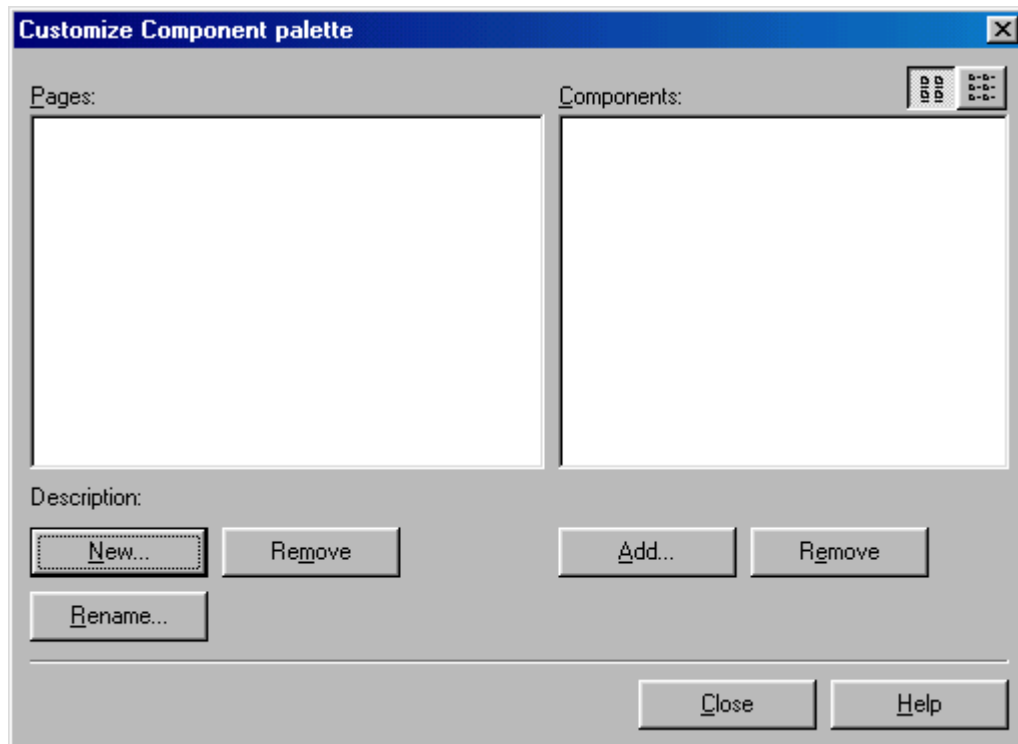 Customize Component palette
Pages:
Components:
Description:
New...
Remove
Add...
Remove
Rename...
Close
Help